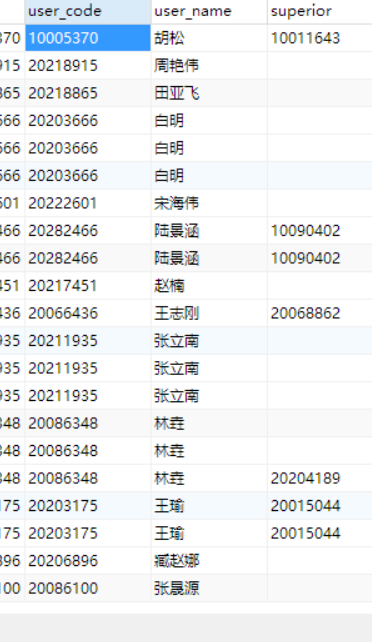 user_code user_name superior
370 10005370 胡松 10011643
915 20218915 周艳伟
865 20218865 田亚飞
666 20203666 白明
666 20203666 白明
666 20203666 白明
601 20222601 宋海伟
466 20282466 陆景涵 10090402
466 20282466 陆景涵 10090402
451 20217451 赵楠
436 20066436 王志刚 20068862
935 20211935 张立南
935 20211935 张立南
935 20211935 张立南
348 20086348 林垚
348 20086348 林垚
348 20086348 林垚 20204189
175 20203175 王瑜 20015044
175 20203175 王瑜 20015044
896 20206896 臧赵娜
100 20086100 张晟源